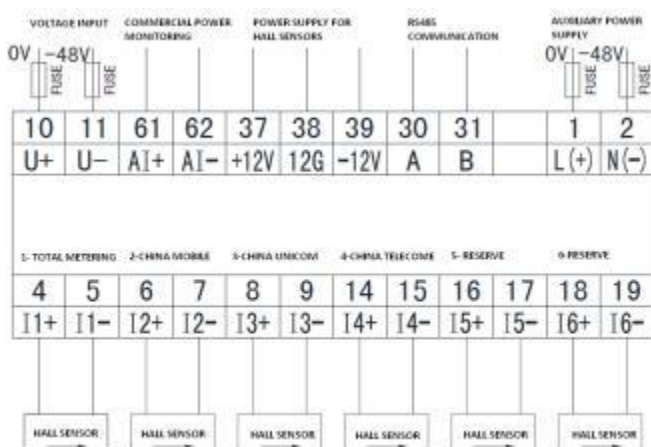 VOLTAGE INPUT COMMERCIAL POWER MONITORING POWER SUPPLY FOR HALL SENSORS RS485 COMMUNICATION AUXILIARY POWER SUPPLY
0V -48V 0V -48V
FUSE FUSE FUSE FUSE
10 11 61 62 37 38 39 30 31 1 2
U+ U- AI+ AI- +12V 12G -12V A B L(+) N(-)
1- TOTAL METERING 2-CHINA MOBILE 3-CHINA UNICOM 4-CHINA TELECOME 5- RESERVE 6-RESERVE
4 5 6 7 8 9 14 15 16 17 18 19
I1+ I1- I2+ I2- I3+ I3- I4+ I4- I5+ I5- I6+ I6-
HALL SENSOR HALL SENSOR HALL SENSOR HALL SENSOR HALL SENSOR HALL SENSOR